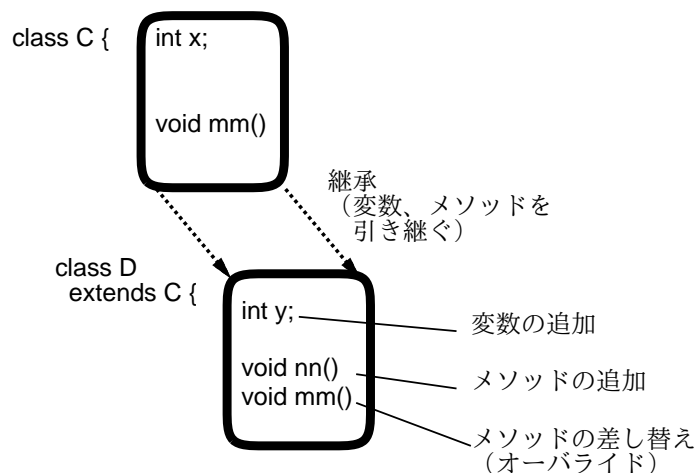 class C {
int x;
void mm()
継承
（変数、メソッドを
引き継ぐ）
class D
extends C {
int y;
変数の追加
void nn()
メソッドの追加
void mm()
メソッドの差し替え
（オーバライド）